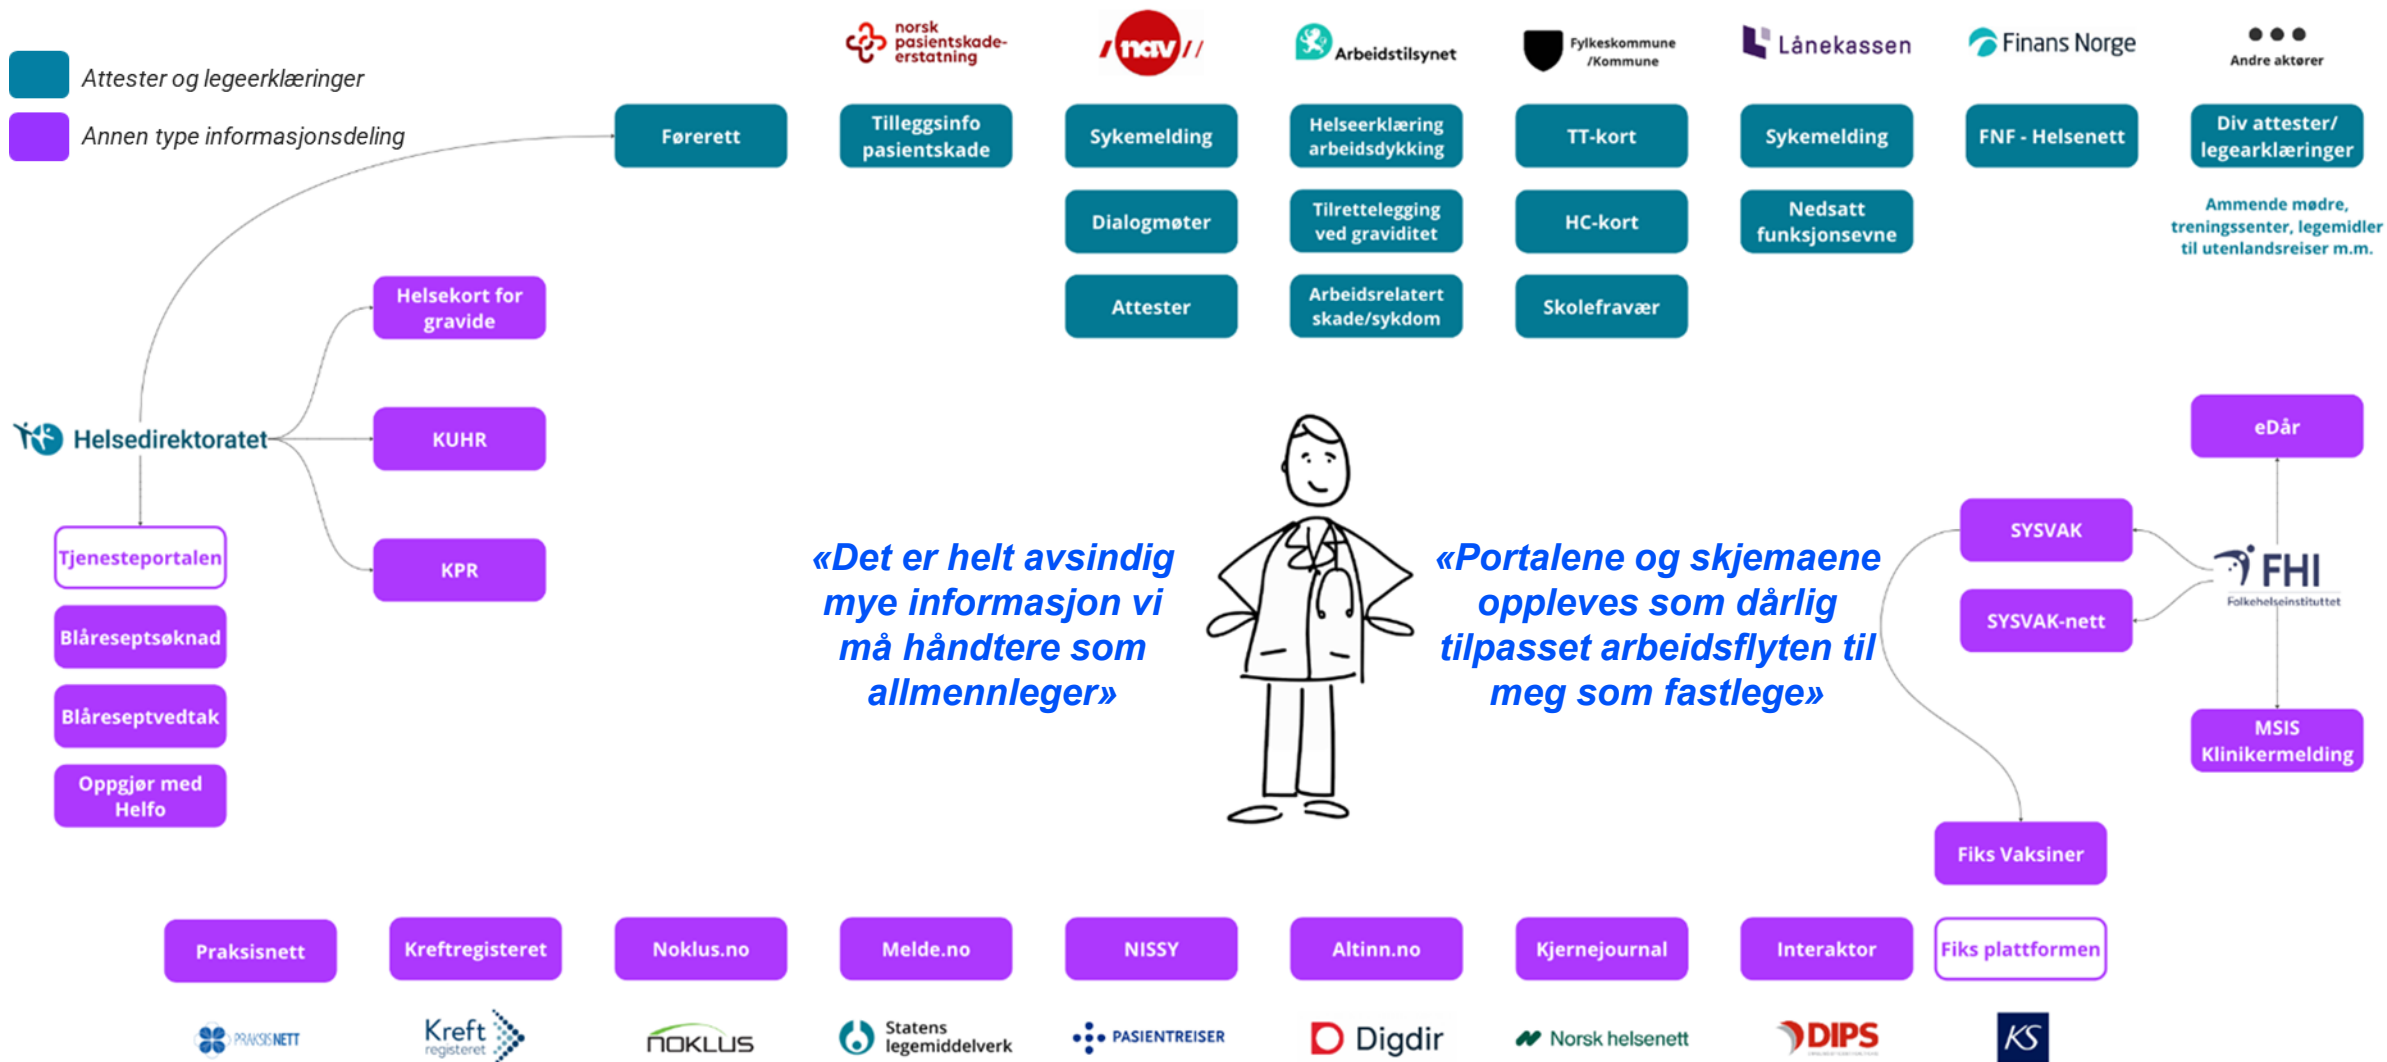 Attester og legeerklæringer
Annen type informasjonsdeling
norsk
pasientskade-
erstatning
nav
Arbeidstilsynet
Fylkeskommune
/Kommune
Lånekassen
Finans Norge
Andre aktører
Førerett
Tilleggsinfo
pasientskade
Sykemelding
Helseerklæring
arbeidsdykking
TT-kort
Sykemelding
FNF - Helsenett
Div attester/
legearklæringer
Dialogmøter
Tilrettelegging
ved graviditet
HC-kort
Nedsatt
funksjonsevne
Ammende mødre,
treningssenter, legemidler
til utenlandsreiser m.m.
Attester
Arbeidsrelatert
skade/sykdom
Skolefravær
Helsekort for
gravide
Helsedirektoratet
KUHR
KPR
Tjenesteportalen
Blåreseptsøknad
Blåreseptvedtak
Oppgjør med
Helfo
«Det er helt avsindig
mye informasjon vi
må håndtere som
allmennleger»
«Portalene og skjemaene
oppleves som dårlig
tilpasset arbeidsflyten til
meg som fastlege»
eDår
SYSVAK
FHI
Folkehelseinstituttet
SYSVAK-nett
MSIS
Klinikermelding
Fiks Vaksiner
Praksisnett
Kreftregisteret
Noklus.no
Melde.no
NISSY
Altinn.no
Kjernejournal
Interaktor
Fiks plattformen
PRAKSISNETT
Kreft
registeret
NOKLUS
Statens
legemiddelverk
PASIENTREISER
Digdir
Norsk helsenett
DIPS
KS